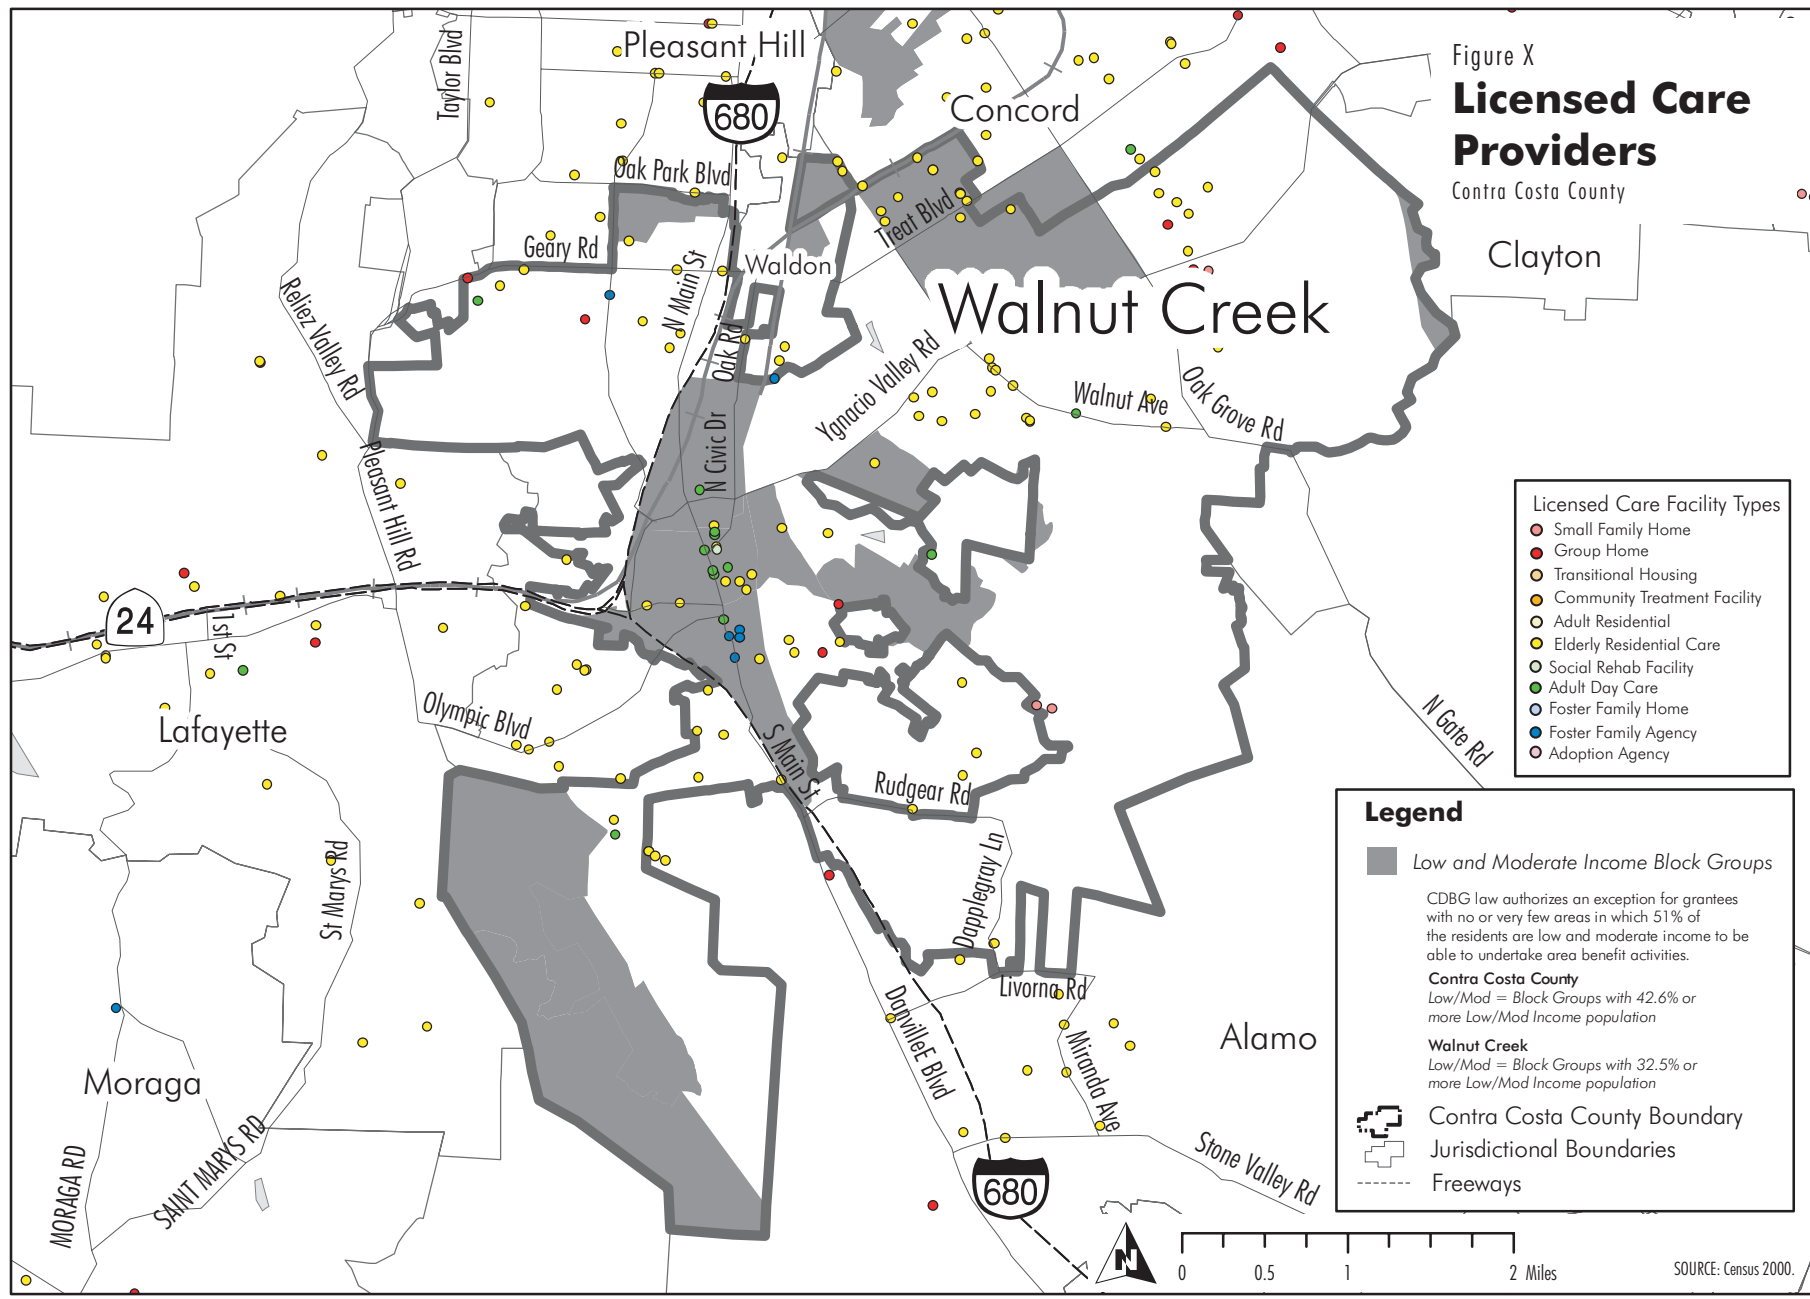 Figure X
Licensed Care
Providers
Contra Costa County
Pleasant Hill
Concord
Clayton
Walnut Creek
Waldon
Lafayette
Moraga
Alamo
680
24
680
Taylor Blvd
Oak Park Blvd
Geary Rd
N Main St
Treat Blvd
Reliez Valley Rd
Oak Rd
Ygnacio Valley Rd
Walnut Ave
Oak Grove Rd
N Civic Dr
Pleasant Hill Rd
1st St
Olympic Blvd
S Main St
Rudgear Rd
N Gate Rd
St Marys Rd
Dapplegray Ln
Livorna Rd
DanvilleE Blvd
Miranda Ave
Stone Valley Rd
MORAGA RD
SAINT MARYS RD
Licensed Care Facility Types
Small Family Home
Group Home
Transitional Housing
Community Treatment Facility
Adult Residential
Elderly Residential Care
Social Rehab Facility
Adult Day Care
Foster Family Home
Foster Family Agency
Adoption Agency
Legend
Low and Moderate Income Block Groups
CDBG law authorizes an exception for grantees
with no or very few areas in which 51% of
the residents are low and moderate income to be
able to undertake area benefit activities.
Contra Costa County
Low/Mod = Block Groups with 42.6% or
more Low/Mod Income population
Walnut Creek
Low/Mod = Block Groups with 32.5% or
more Low/Mod Income population
Contra Costa County Boundary
Jurisdictional Boundaries
Freeways
N
0 0.5 1 2 Miles
SOURCE: Census 2000.